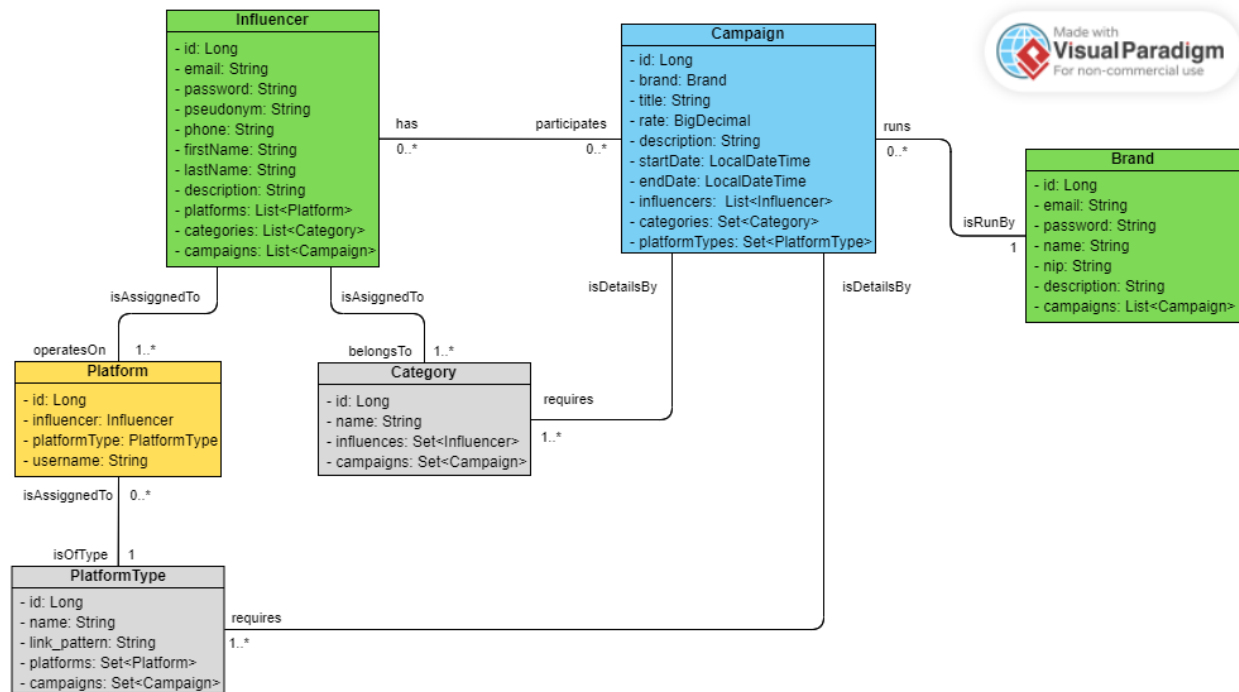 Influencer
- id: Long
- email: String
- password: String
- pseudonym: String
- phone: String
- firstName: String
- lastName: String
- description: String
- platforms: List<Platform>
- categories: List<Category>
- campaigns: List<Campaign>
has
0..*
participates
0..*
Campaign
- id: Long
- brand: Brand
- title: String
- rate: BigDecimal
- description: String
- startDate: LocalDateTime
- endDate: LocalDateTime
- influencers:  List<Influencer>
- categories: Set<Category>
- platformTypes: Set<PlatformType>
Made with
VisualParadigm
For non-commercial use
runs
0..*
isRunBy
1
Brand
- id: Long
- email: String
- password: String
- name: String
- nip: String
- description: String
- campaigns: List<Campaign>
isAssiggnedTo
isAsiggnedTo
isDetailsBy
isDetailsBy
operatesOn
1..*
belongsTo
1..*
Platform
- id: Long
- influencer: Influencer
- platformType: PlatformType
- username: String
Category
- id: Long
- name: String
- influences: Set<Influencer>
- campaigns: Set<Campaign>
requires
1..*
isAssiggnedTo
0..*
isOfType
1
PlatformType
- id: Long
- name: String
- link_pattern: String
- platforms: Set<Platform>
- campaigns: Set<Campaign>
requires
1..*